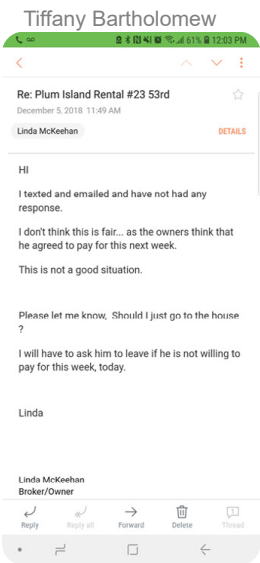 Tiffany Bartholomew
61% 12:03 PM
Re: Plum Island Rental #23 53rd
December 5, 2018 11:49 AM
Linda McKeehan DETAILS
HI
I texted and emailed and have not had any
response.
I don't think this is fair... as the owners think that
he agreed to pay for this next week.
This is not a good situation.
Please let me know, Should I just go to the house
?
I will have to ask him to leave if he is not willing to
pay for this week, today.
Linda
Linda McKeehan
Broker/Owner
Reply Reply all Forward Delete Thread